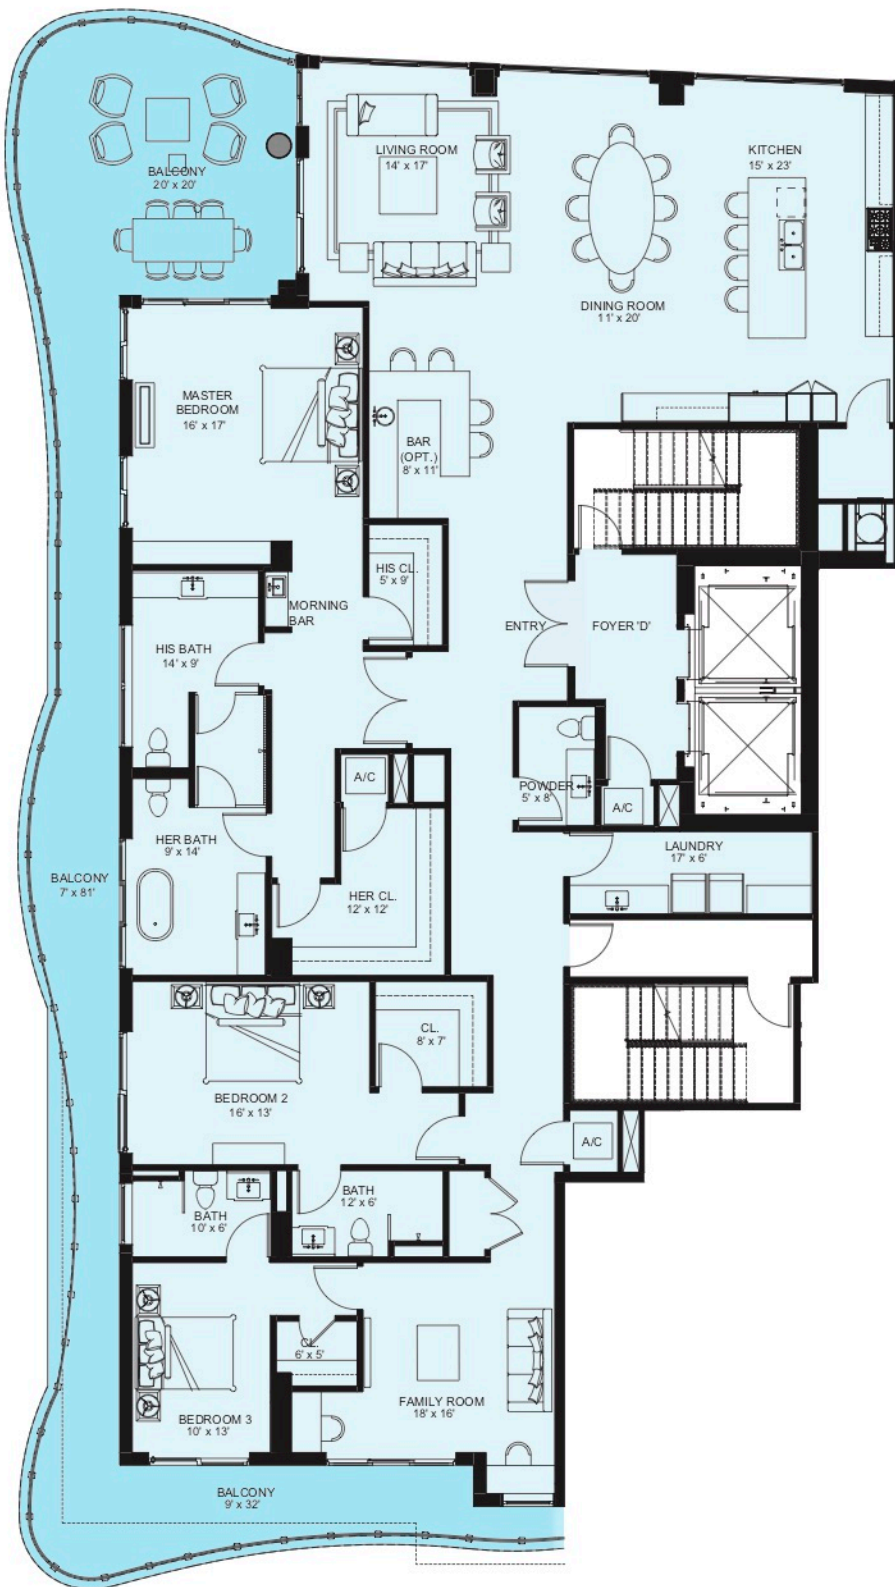 LIVING ROOM
14' x 17'
KITCHEN
15' x 23'
BALCONY
20' x 20'
DINING ROOM
11' x 20'
MASTER
BEDROOM
16' x 17'
BAR
(OPT.)
8' x 11'
HIS CL.
5' x 9'
MORNING
BAR
ENTRY
FOYER 'D'
HIS BATH
14' x 9'
A/C
POWDER
5' x 8'
A/C
HER BATH
9' x 14'
LAUNDRY
17' x 6'
BALCONY
7' x 81'
HER CL.
12' x 12'
CL.
8' x 7'
BEDROOM 2
16' x 13'
A/C
BATH
12' x 6'
BATH
10' x 6'
CL.
6' x 5'
FAMILY ROOM
18' x 16'
BEDROOM 3
10' x 13'
BALCONY
9' x 32'